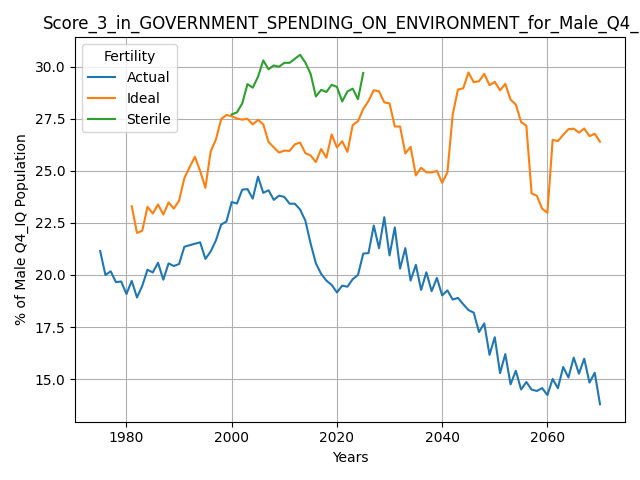 Score_3_in_GOVERNMENT_SPENDING_ON_ENVIRONMENT_for_Male_Q4_
Fertility
Actual
Ideal
Sterile
% of Male Q4_IQ Population
30.0
27.5
25.0
22.5
20.0
17.5
15.0
1980 2000 2020 2040 2060
Years